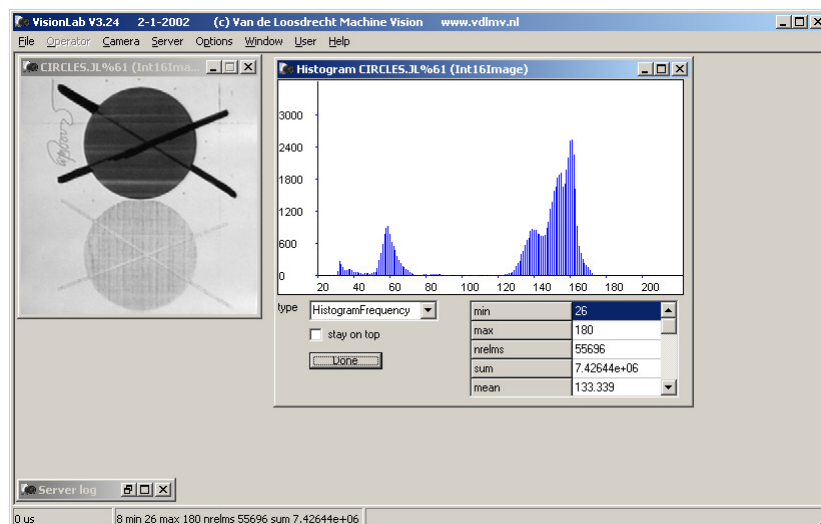 VisionLab V3.24 2-1-2002 (c) Van de Loosdrecht Machine Vision www.vdlmv.nl
File Operator Camera Server Options Window User Help
CIRCLES.JL%61 (Int16Ima...
Histogram CIRCLES.JL%61 (Int16Image)
3000
2400
1800
1200
600
0
20 40 60 80 100 120 140 160 180 200
type HistogramFrequency
stay on top
Done
min 26
max 180
nrelms 55696
sum 7.42644e+06
mean 133.339
Server log
0 us 8 min 26 max 180 nrelms 55696 sum 7.42644e+06